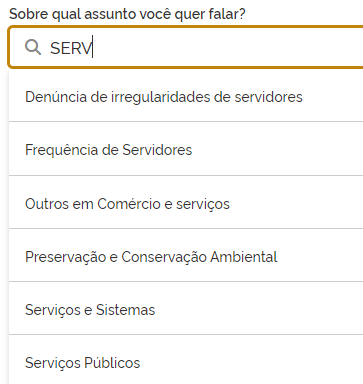 Sobre qual assunto você quer falar?
SERV
Denúncia de irregularidades de servidores
Frequência de Servidores
Outros em Comércio e serviços
Preservação e Conservação Ambiental
Serviços e Sistemas
Serviços Públicos